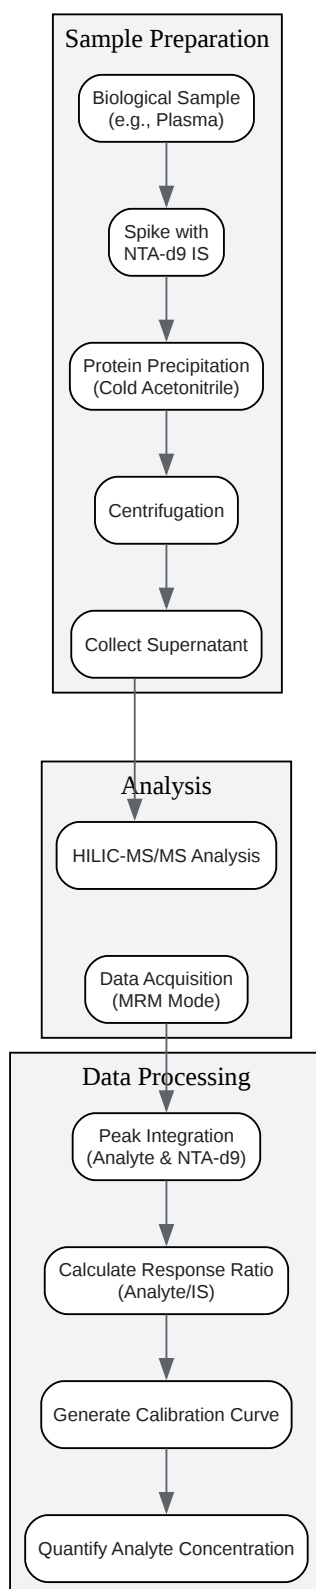 Sample Preparation
Biological Sample
(e.g., Plasma)
Spike with
NTA-d9 IS
Protein Precipitation
(Cold Acetonitrile)
Centrifugation
Collect Supernatant
Analysis
HILIC-MS/MS Analysis
Data Acquisition
(MRM Mode)
Data Processing
Peak Integration
(Analyte & NTA-d9)
Calculate Response Ratio
(Analyte/IS)
Generate Calibration Curve
Quantify Analyte Concentration